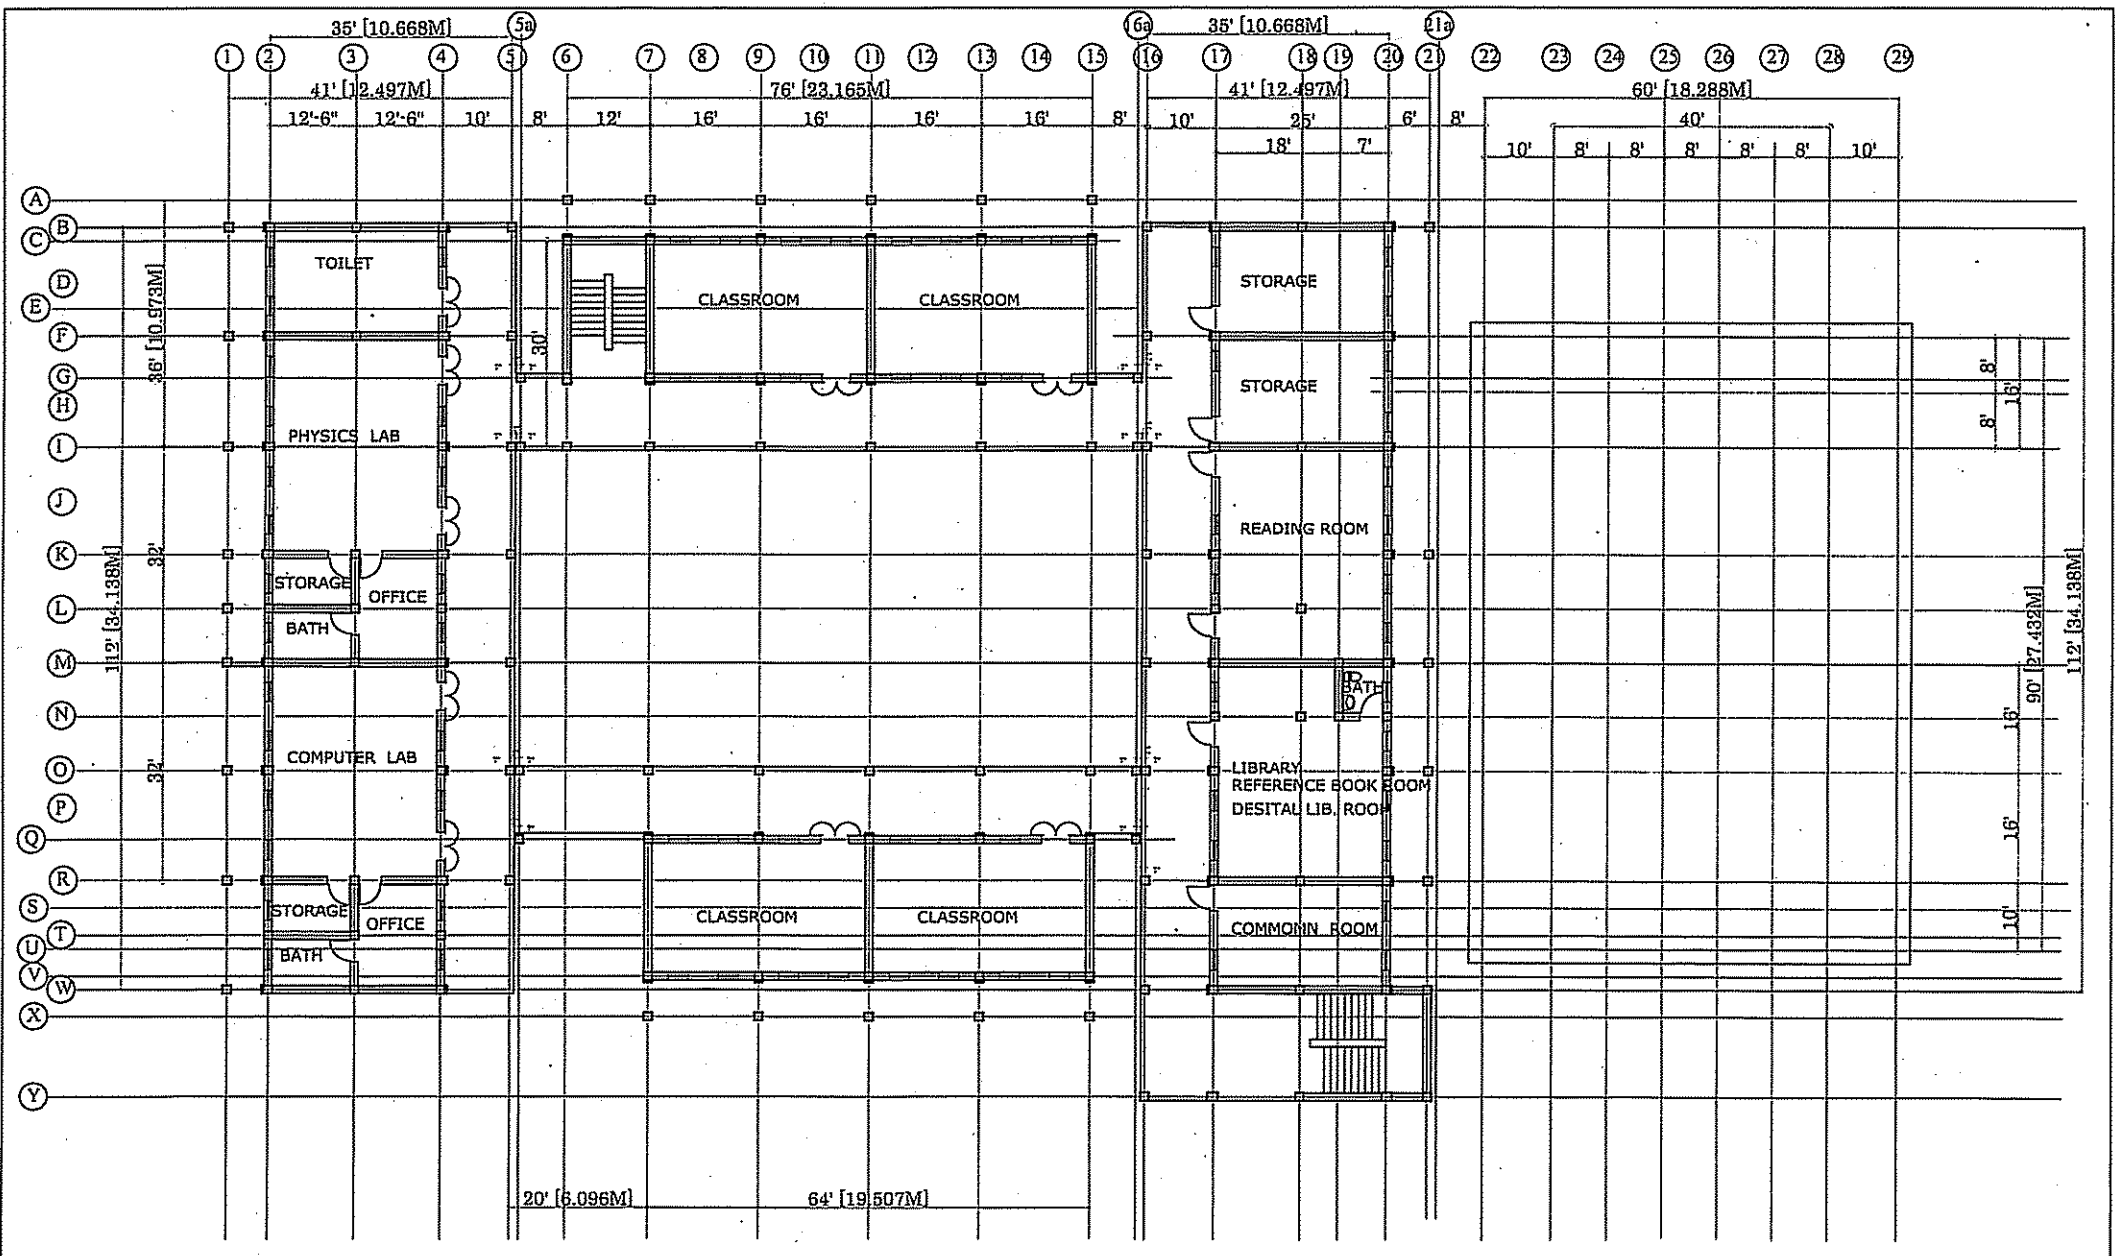 35' [10.668M]
5a
16a
35' [10.668M]
21a
1 2 3 4 5 6 7 8 9 10 11 12 13 14 15 16 17 18 19 20 21 22 23 24 25 26 27 28 29
41' [12.497M]
76' [23.165M]
41' [12.497M]
60' [18.288M]
12'-6" 12'-6" 10' 8' 12' 16' 16' 16' 16' 8' 10' 25' 6' 8' 40'
18' 7' 10' 8' 8' 8' 8' 8' 10'
A
B
C
TOILET
D
STORAGE
E
CLASSROOM
CLASSROOM
F
36' [10.973M]
30'
8'
G
STORAGE
16'
H
8'
PHYSICS LAB
I
J
READING ROOM
K
32'
112' [34.138M]
STORAGE
OFFICE
L
BATH
90' [27.432M]
112' [34.138M]
M
BATH
N
16'
COMPUTER LAB
O
32'
LIBRARY
REFERENCE BOOK ROOM
P
DESITAL LIB. ROOM
16'
Q
R
S
STORAGE
OFFICE
CLASSROOM
CLASSROOM
10'
T
COMMONN ROOM
U
BATH
V
W
X
Y
20' [6.096M]
64' [19.507M]